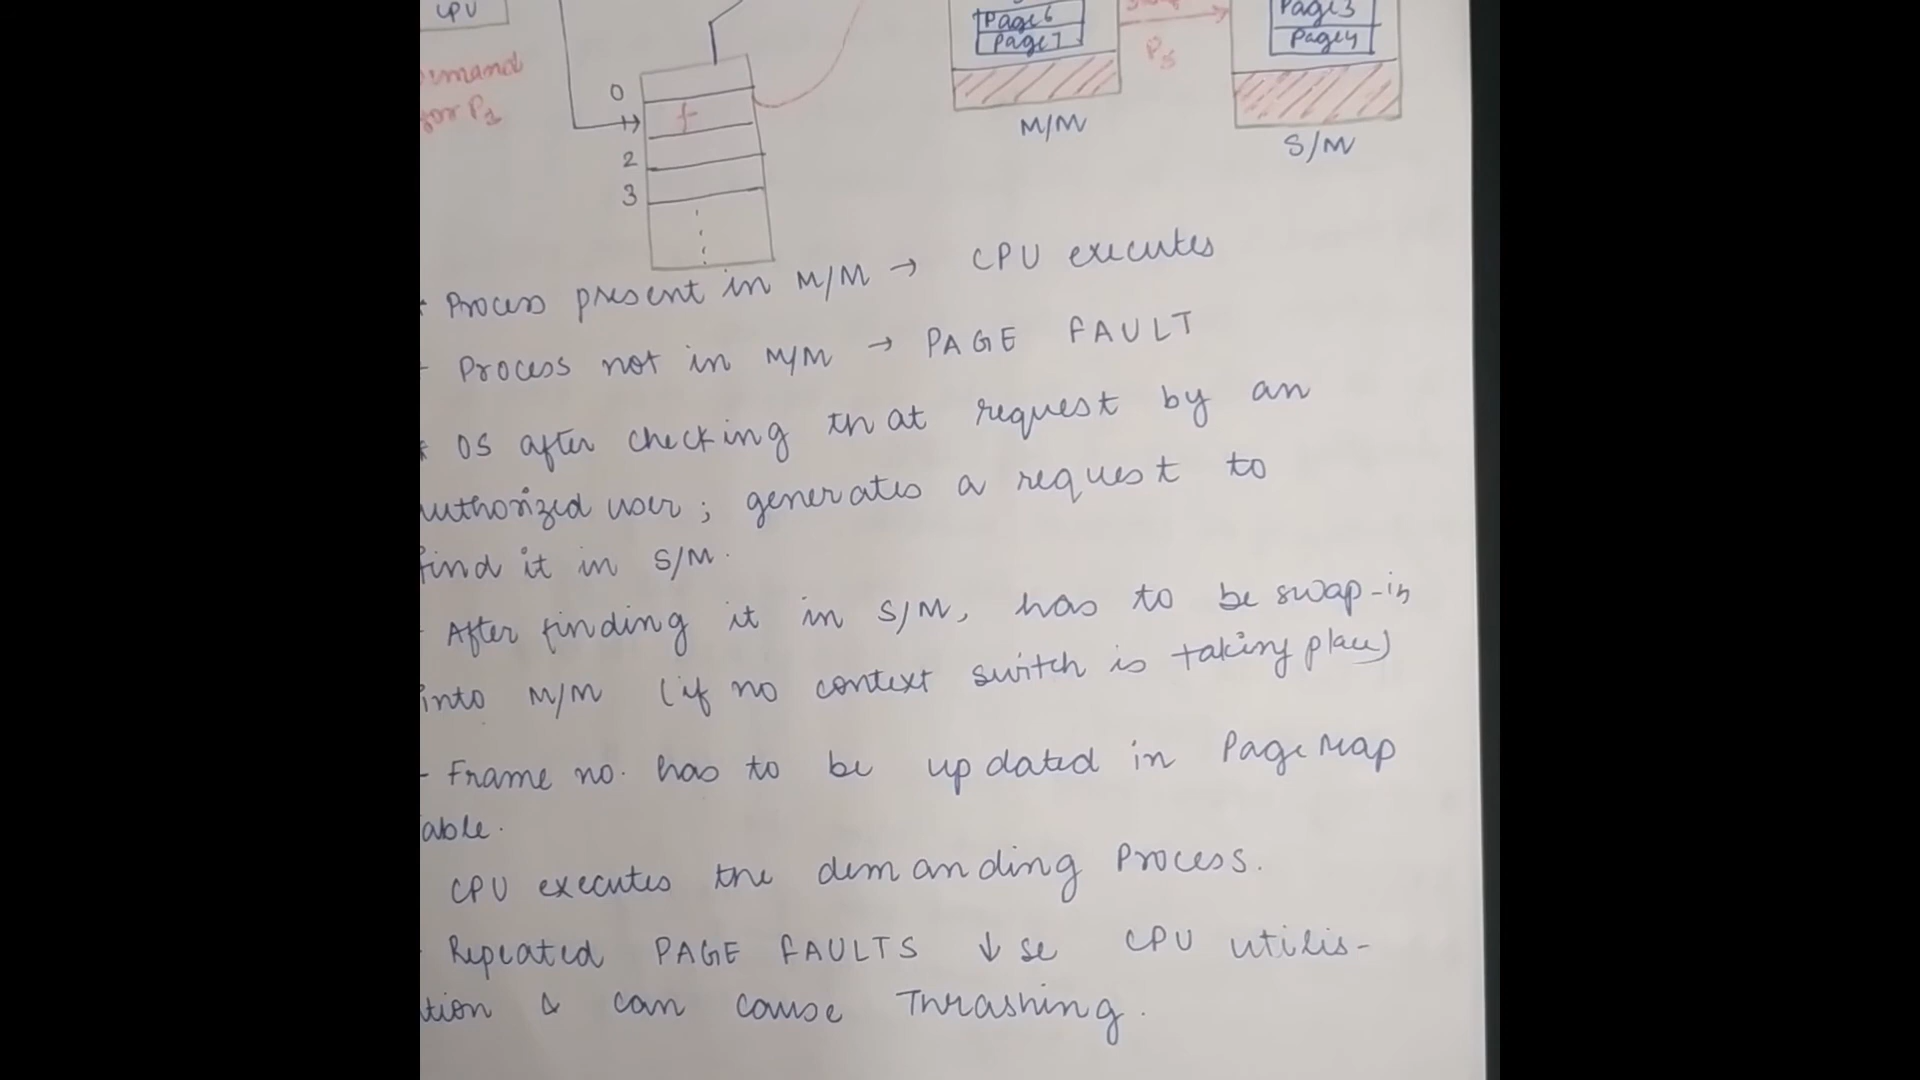 CPU
Demand
for P1
0
1
2
3
f
Page6
Page7
M/M
P5
Page3
Page4
S/M
* Process present in M/M → CPU executes
- Process not in M/M → PAGE FAULT
* OS after checking that request by an
authorized user; generates a request to
find it in S/M.
- After finding it in S/M, has to be swap-in
into M/M (if no context switch is taking place)
- Frame no. has to be updated in Page Map
able.
CPU executes the demanding Process.
- Repeated PAGE FAULTS ↓se CPU utilis-
tion & can cause Thrashing.